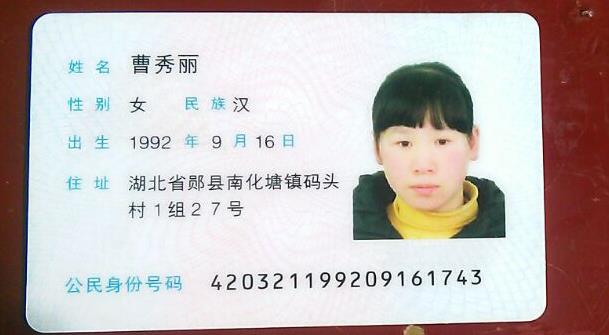 姓名 曹秀丽
性别 女 民族 汉
出生 1992 年 9 月 16 日
住址 湖北省郧县南化塘镇码头
村1组27号
公民身份号码 420321199209161743